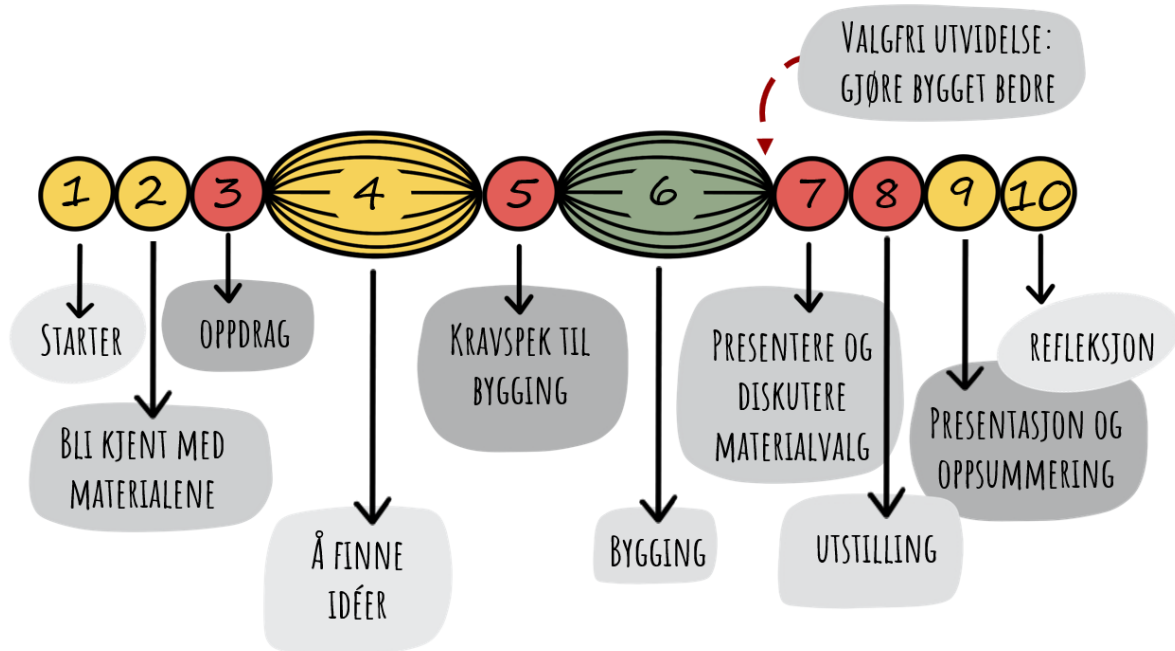 VALGFRI UTVIDELSE:
GJØRE BYGGET BEDRE
1 2 3 4 5 6 7 8 9 10
STARTER
OPPDRAG
KRAVSPEK TIL
BYGGING
PRESENTERE OG
DISKUTERE
MATERIALVALG
REFLEKSJON
BLI KJENT MED
MATERIALENE
PRESENTASJON OG
OPPSUMMERING
Å FINNE
IDÉER
BYGGING
UTSTILLING